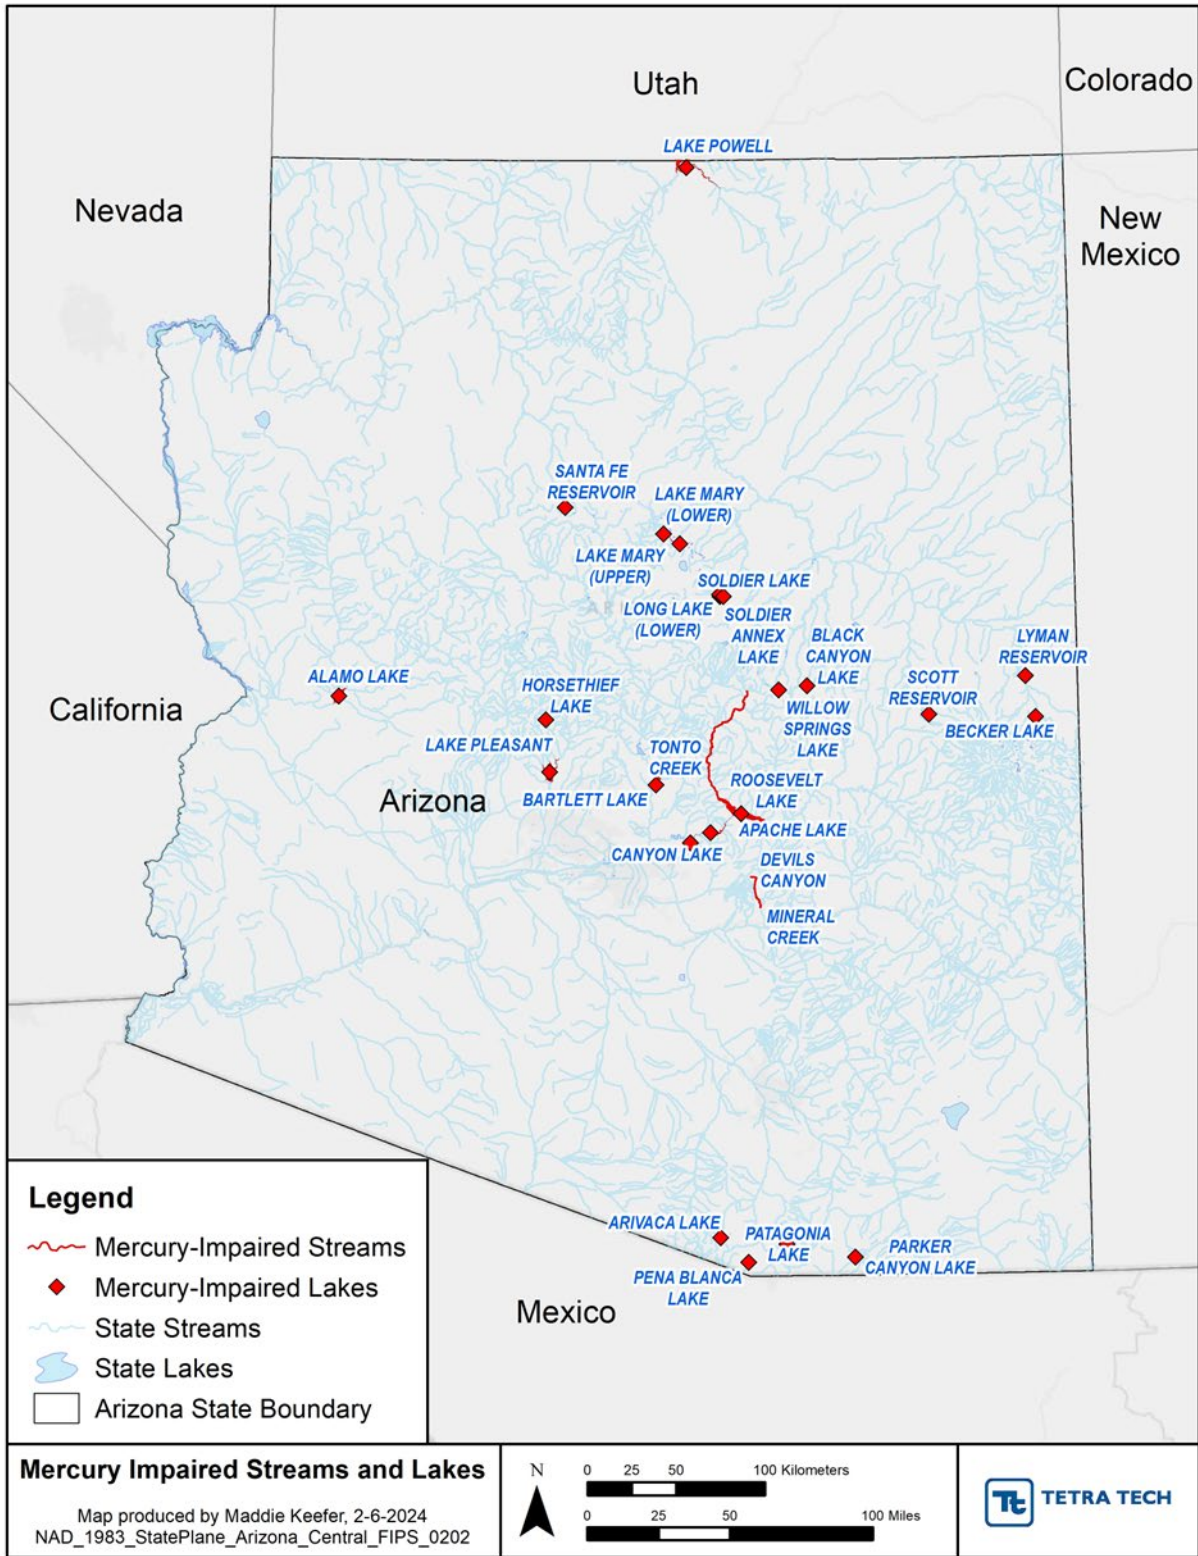 Utah
Colorado
LAKE POWELL
Nevada
New
Mexico
SANTA FE
RESERVOIR
LAKE MARY
(LOWER)
LAKE MARY
(UPPER)
SOLDIER LAKE
LONG LAKE
(LOWER)
SOLDIER
ANNEX
LAKE
BLACK
CANYON
LAKE
LYMAN
RESERVOIR
SCOTT
RESERVOIR
ALAMO LAKE
HORSETHIEF
LAKE
WILLOW
SPRINGS
LAKE
BECKER LAKE
California
LAKE PLEASANT
TONTO
CREEK
ROOSEVELT
LAKE
Arizona
BARTLETT LAKE
APACHE LAKE
CANYON LAKE
DEVILS
CANYON
MINERAL
CREEK
ARIVACA LAKE
PATAGONIA
LAKE
PARKER
CANYON LAKE
PENA BLANCA
LAKE
Mexico
Legend
Mercury-Impaired Streams
Mercury-Impaired Lakes
State Streams
State Lakes
Arizona State Boundary
Mercury Impaired Streams and Lakes
Map produced by Maddie Keefer, 2-6-2024
NAD_1983_StatePlane_Arizona_Central_FIPS_0202
N
0 25 50 100 Kilometers
0 25 50 100 Miles
Tt TETRA TECH